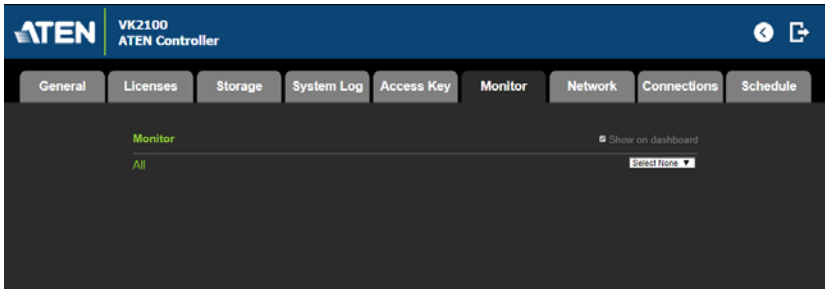 ATEN
VK2100
ATEN Controller
General Licenses Storage System Log Access Key Monitor Network Connections Schedule
Monitor Show on dashboard
All Select None